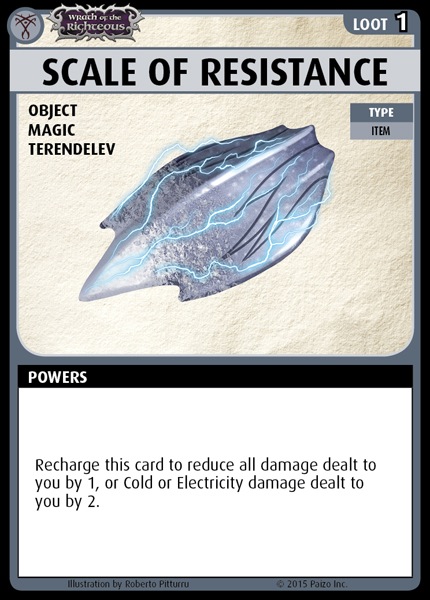 Wrath of the
Righteous
LOOT 1
SCALE OF RESISTANCE
OBJECT
MAGIC
TERENDELEV
TYPE
ITEM
POWERS
Recharge this card to reduce all damage dealt to
you by 1, or Cold or Electricity damage dealt to
you by 2.
Illustration by Roberto Pitturru
© 2015 Paizo Inc.